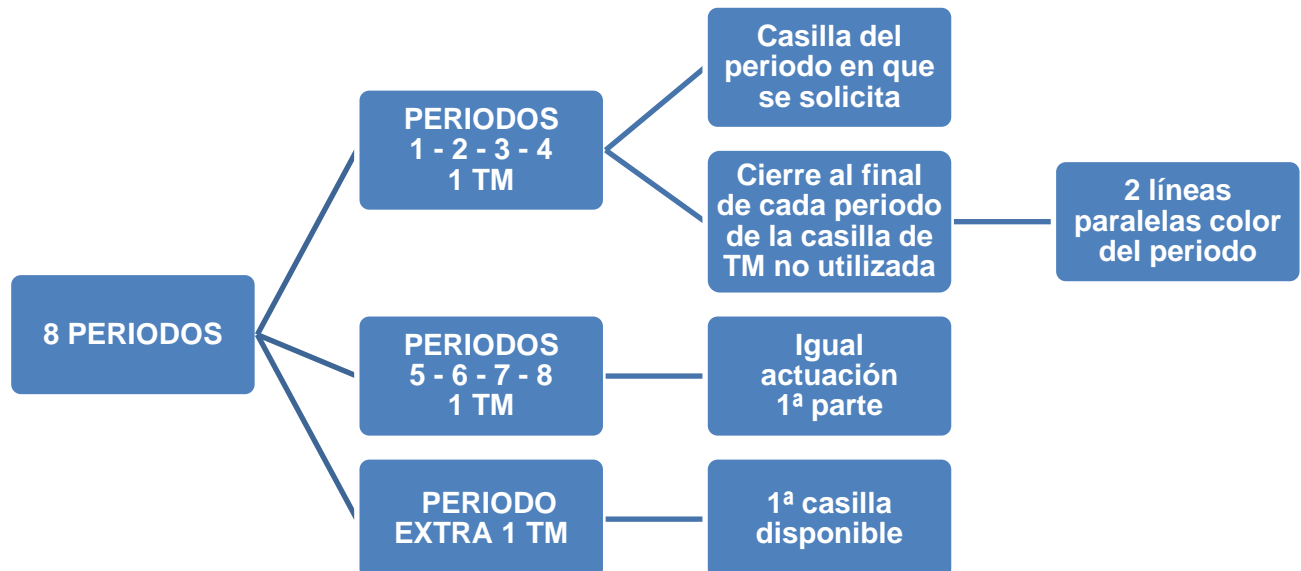 8 PERIODOS
PERIODOS
1 - 2 - 3 - 4
1 TM
Casilla del
periodo en que
se solicita
Cierre al final
de cada periodo
de la casilla de
TM no utilizada
2 líneas
paralelas color
del periodo
PERIODOS
5 - 6 - 7 - 8
1 TM
Igual
actuación
1ª parte
PERIODO
EXTRA 1 TM
1ª casilla
disponible